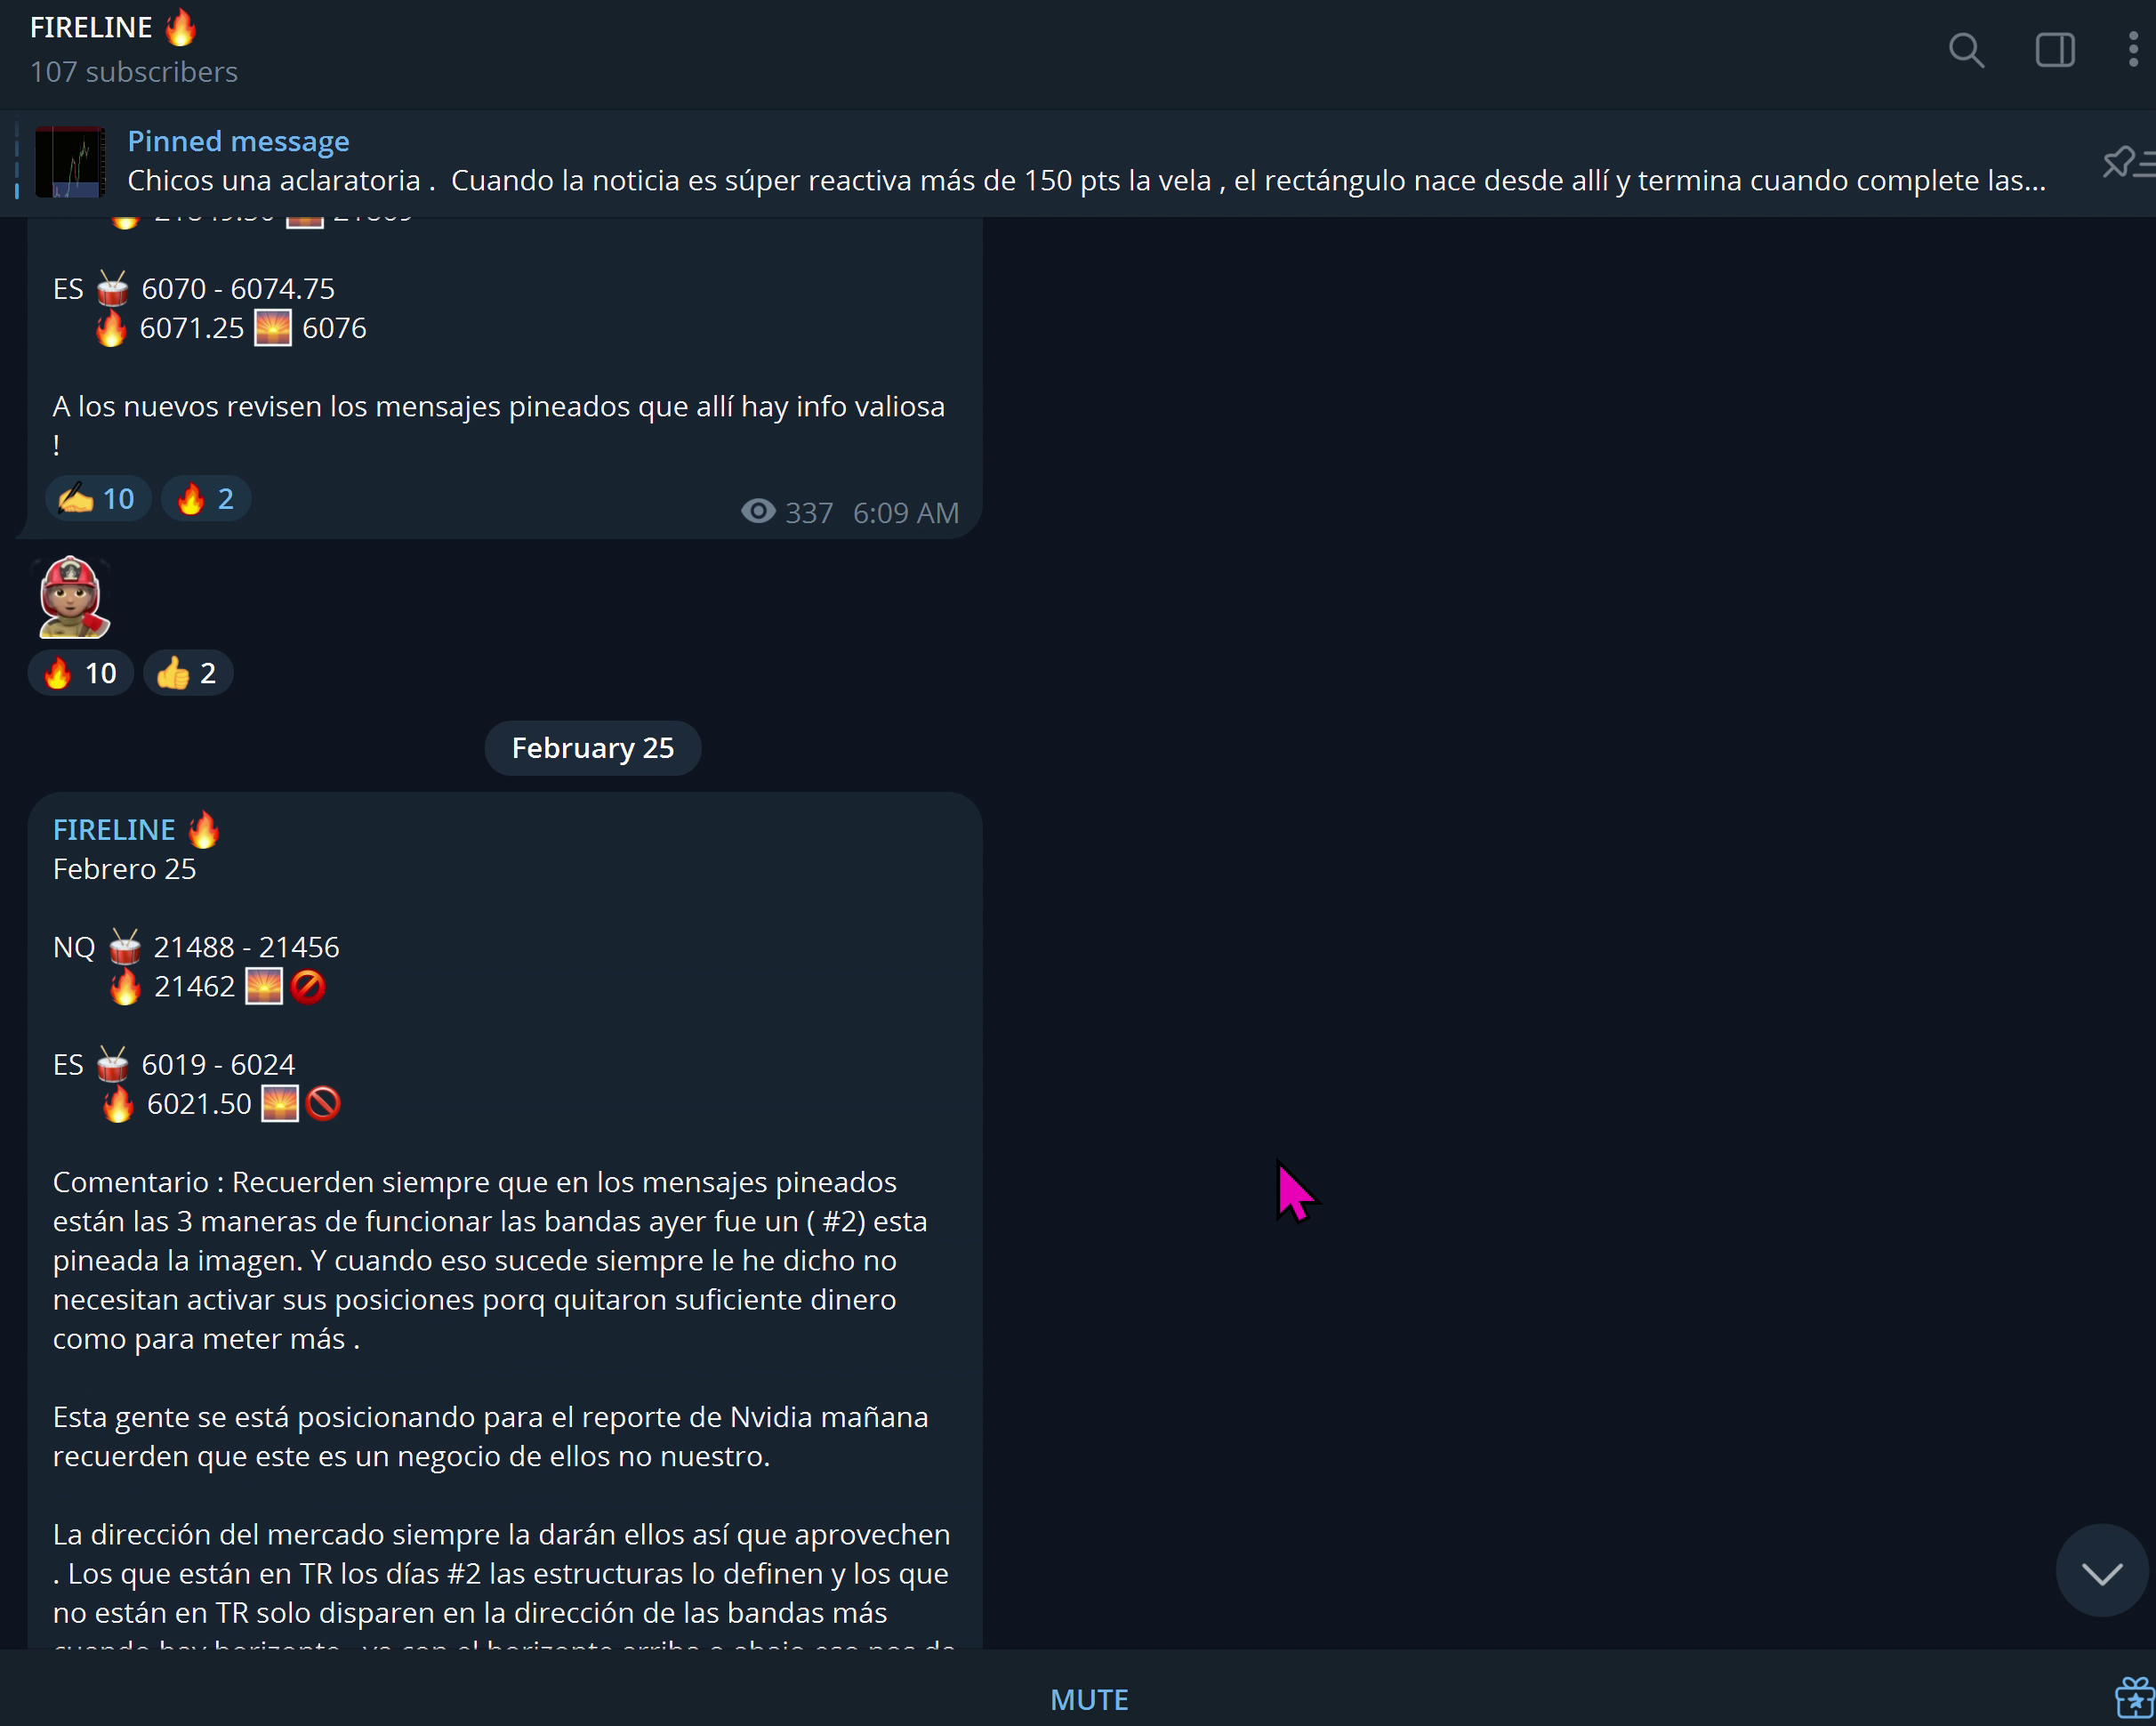 FIRELINE 🔥
107 subscribers
Pinned message
Chicos una aclaratoria .  Cuando la noticia es súper reactiva más de 150 pts la vela , el rectángulo nace desde allí y termina cuando complete las...
ES 🥁 6070 - 6074.75
🔥 6071.25 🌅 6076
A los nuevos revisen los mensajes pineados que allí hay info valiosa
!
✍️ 10 🔥 2
337 6:09 AM
🔥 10 👍 2
February 25
FIRELINE 🔥
Febrero 25
NQ 🥁 21488 - 21456
🔥 21462 🌅🚫
ES 🥁 6019 - 6024
🔥 6021.50 🌅🚫
Comentario : Recuerden siempre que en los mensajes pineados
están las 3 maneras de funcionar las bandas ayer fue un ( #2) esta
pineada la imagen. Y cuando eso sucede siempre le he dicho no
necesitan activar sus posiciones porq quitaron suficiente dinero
como para meter más .
Esta gente se está posicionando para el reporte de Nvidia mañana
recuerden que este es un negocio de ellos no nuestro.
La dirección del mercado siempre la darán ellos así que aprovechen
. Los que están en TR los días #2 las estructuras lo definen y los que
no están en TR solo disparen en la dirección de las bandas más
MUTE